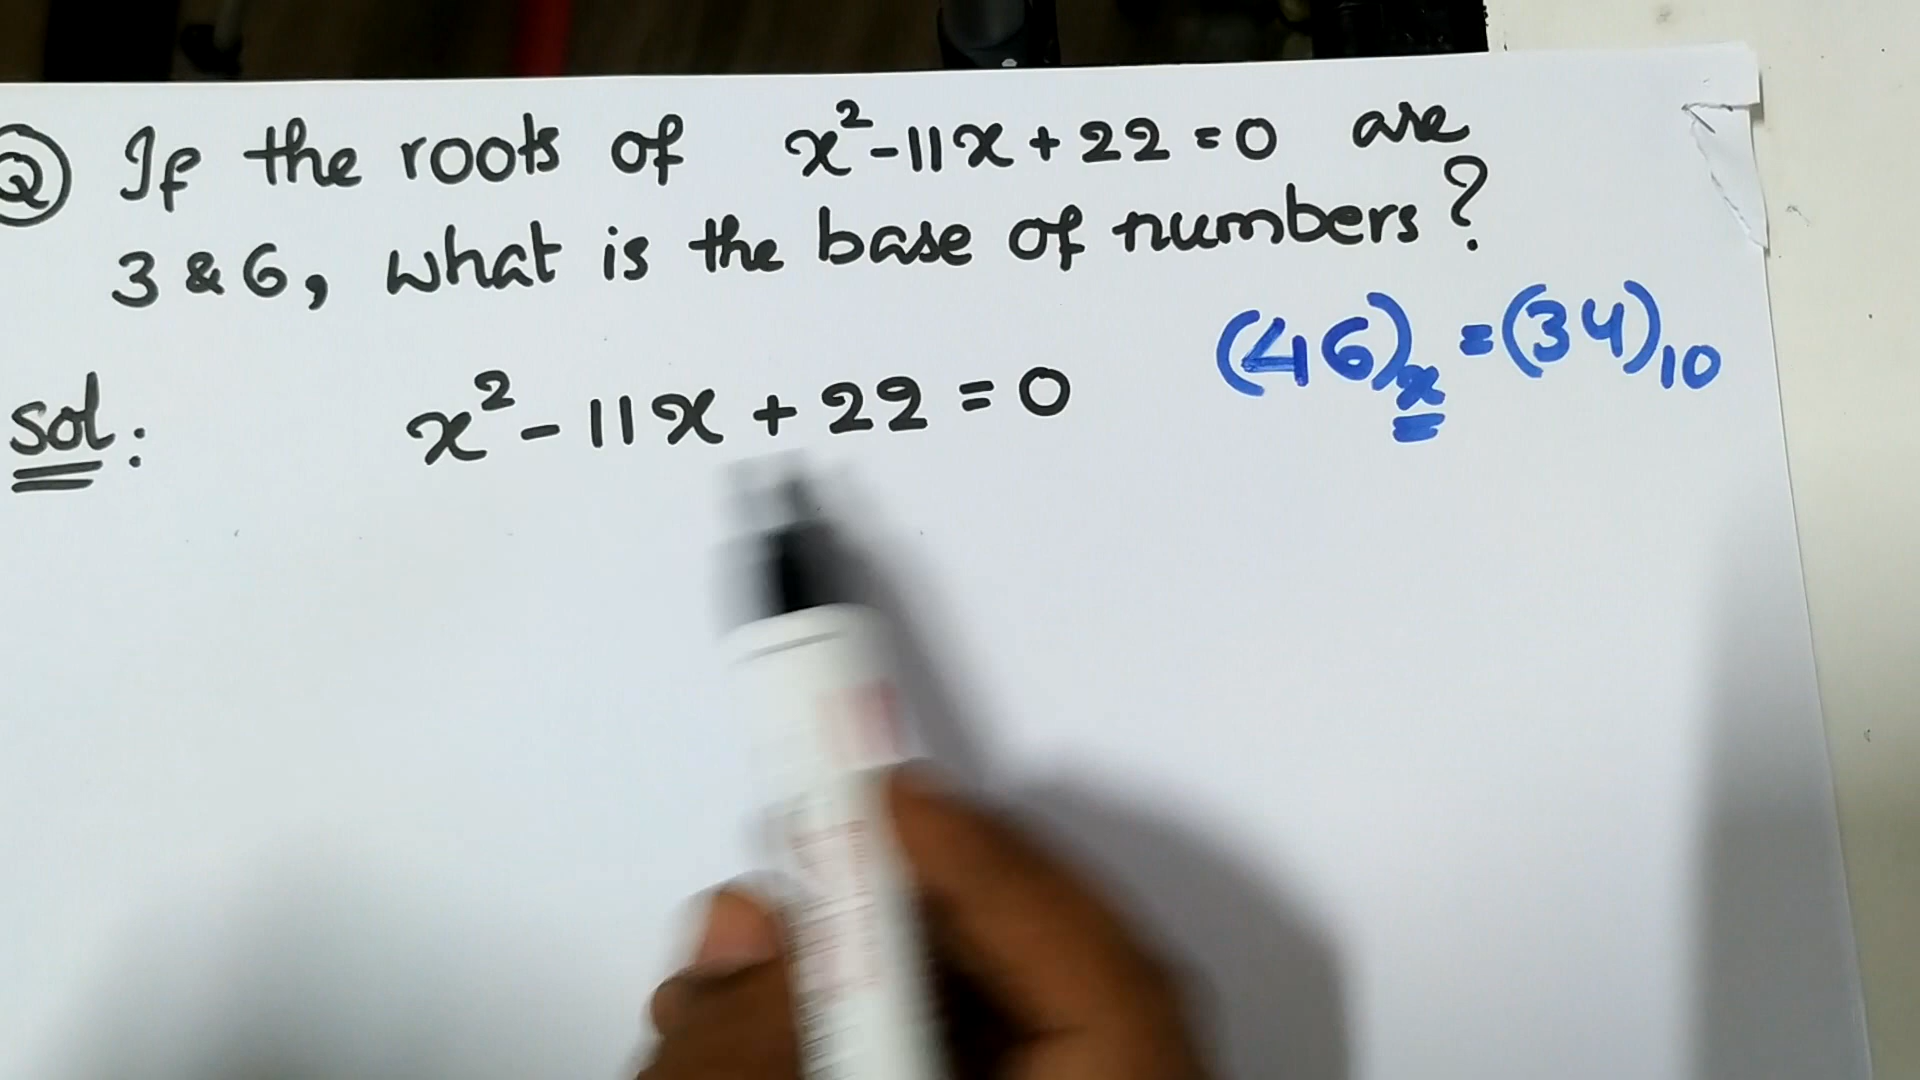 Q If the roots of x²-11x+22=0 are
3 & 6, what is the base of numbers?
(46)ₓ=(34)₁₀
Sol: x²-11x+22=0